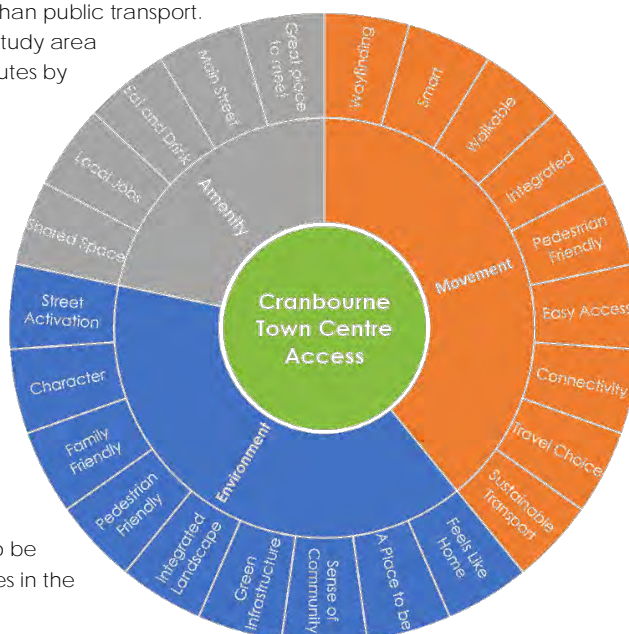 han public transport.
tudy area
utes by
Great place
to meet
Main Street
Eat and Drink
Local Jobs
Shared Space
Amenity
Wayfinding
Smart
Walkable
Integrated
Pedestrian
Friendly
Easy Access
Connectivity
Travel Choice
Sustainable
Transport
Movement
Cranbourne
Town Centre
Access
Street
Activation
Character
Family
Friendly
Pedestrian
Friendly
Integrated
Landscape
Green
Infrastructure
Sense of
Community
A Place to be
Feels Like
Home
Environment
o be
es in the